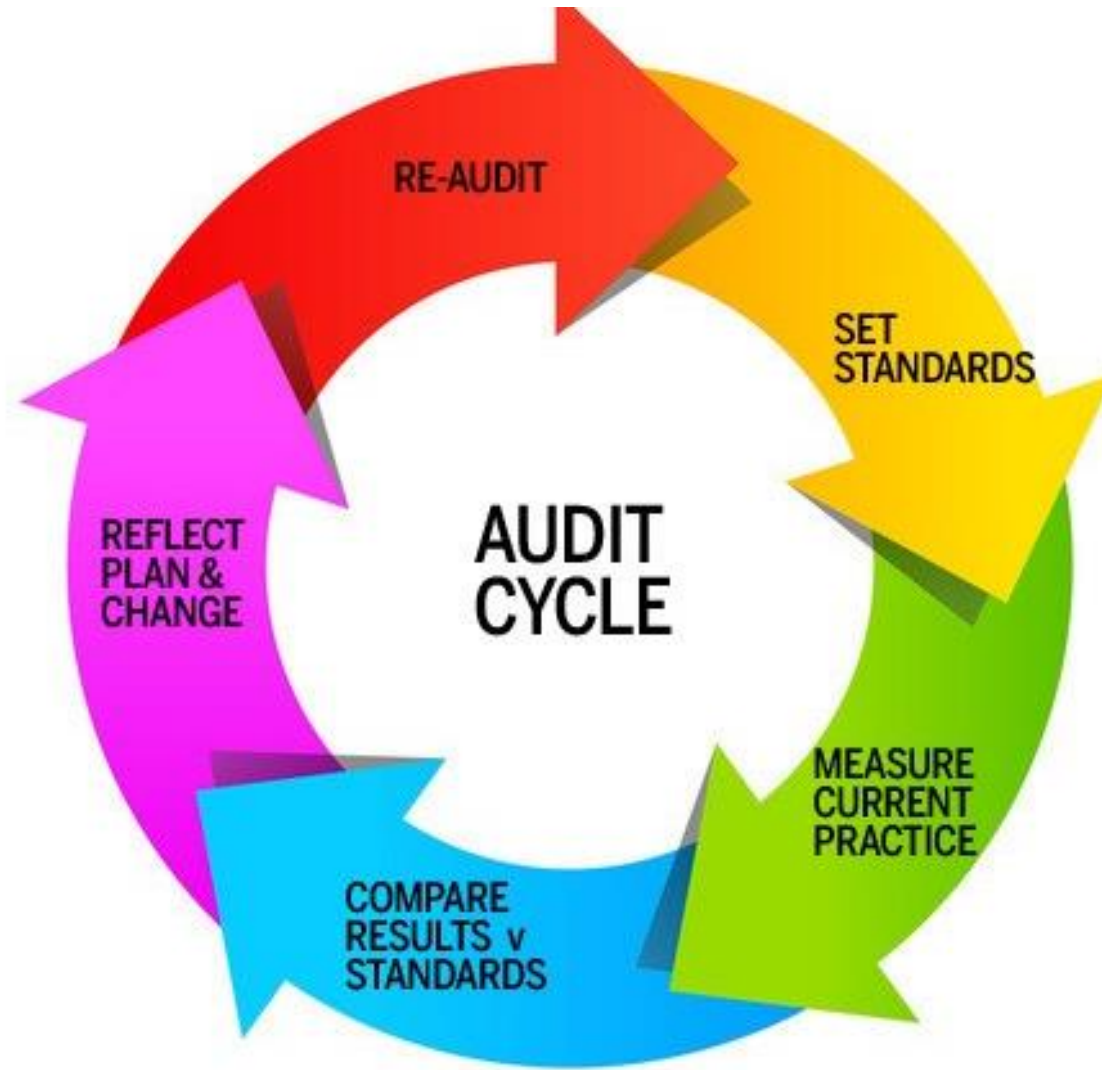 RE-AUDIT
SET
STANDARDS
MEASURE
CURRENT
PRACTICE
COMPARE
RESULTS v
STANDARDS
REFLECT
PLAN &
CHANGE
AUDIT
CYCLE